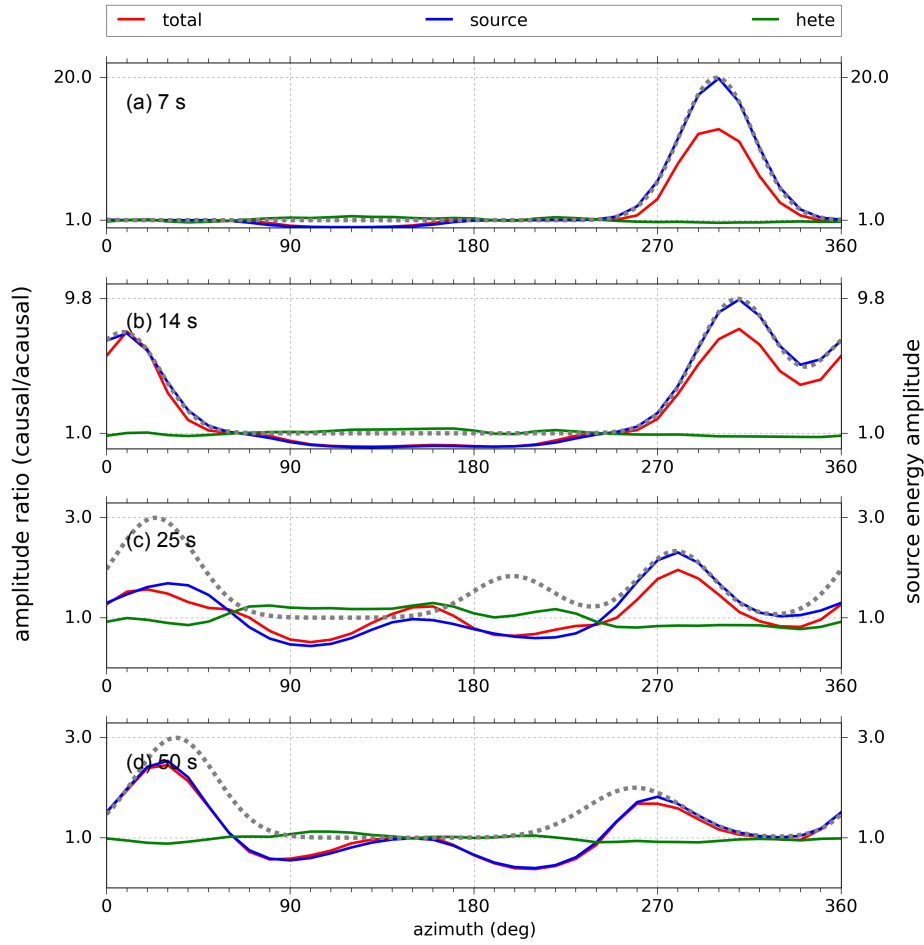 total source hete
20.0 20.0
(a) 7 s
1.0 1.0
0 90 180 270 360
9.8 9.8
(b) 14 s
1.0 1.0
0 90 180 270 360
amplitude ratio (causal/acausal)
source energy amplitude
3.0 3.0
(c) 25 s
1.0 1.0
0 90 180 270 360
3.0 3.0
(d) 50 s
1.0 1.0
0 90 180 270 360
azimuth (deg)